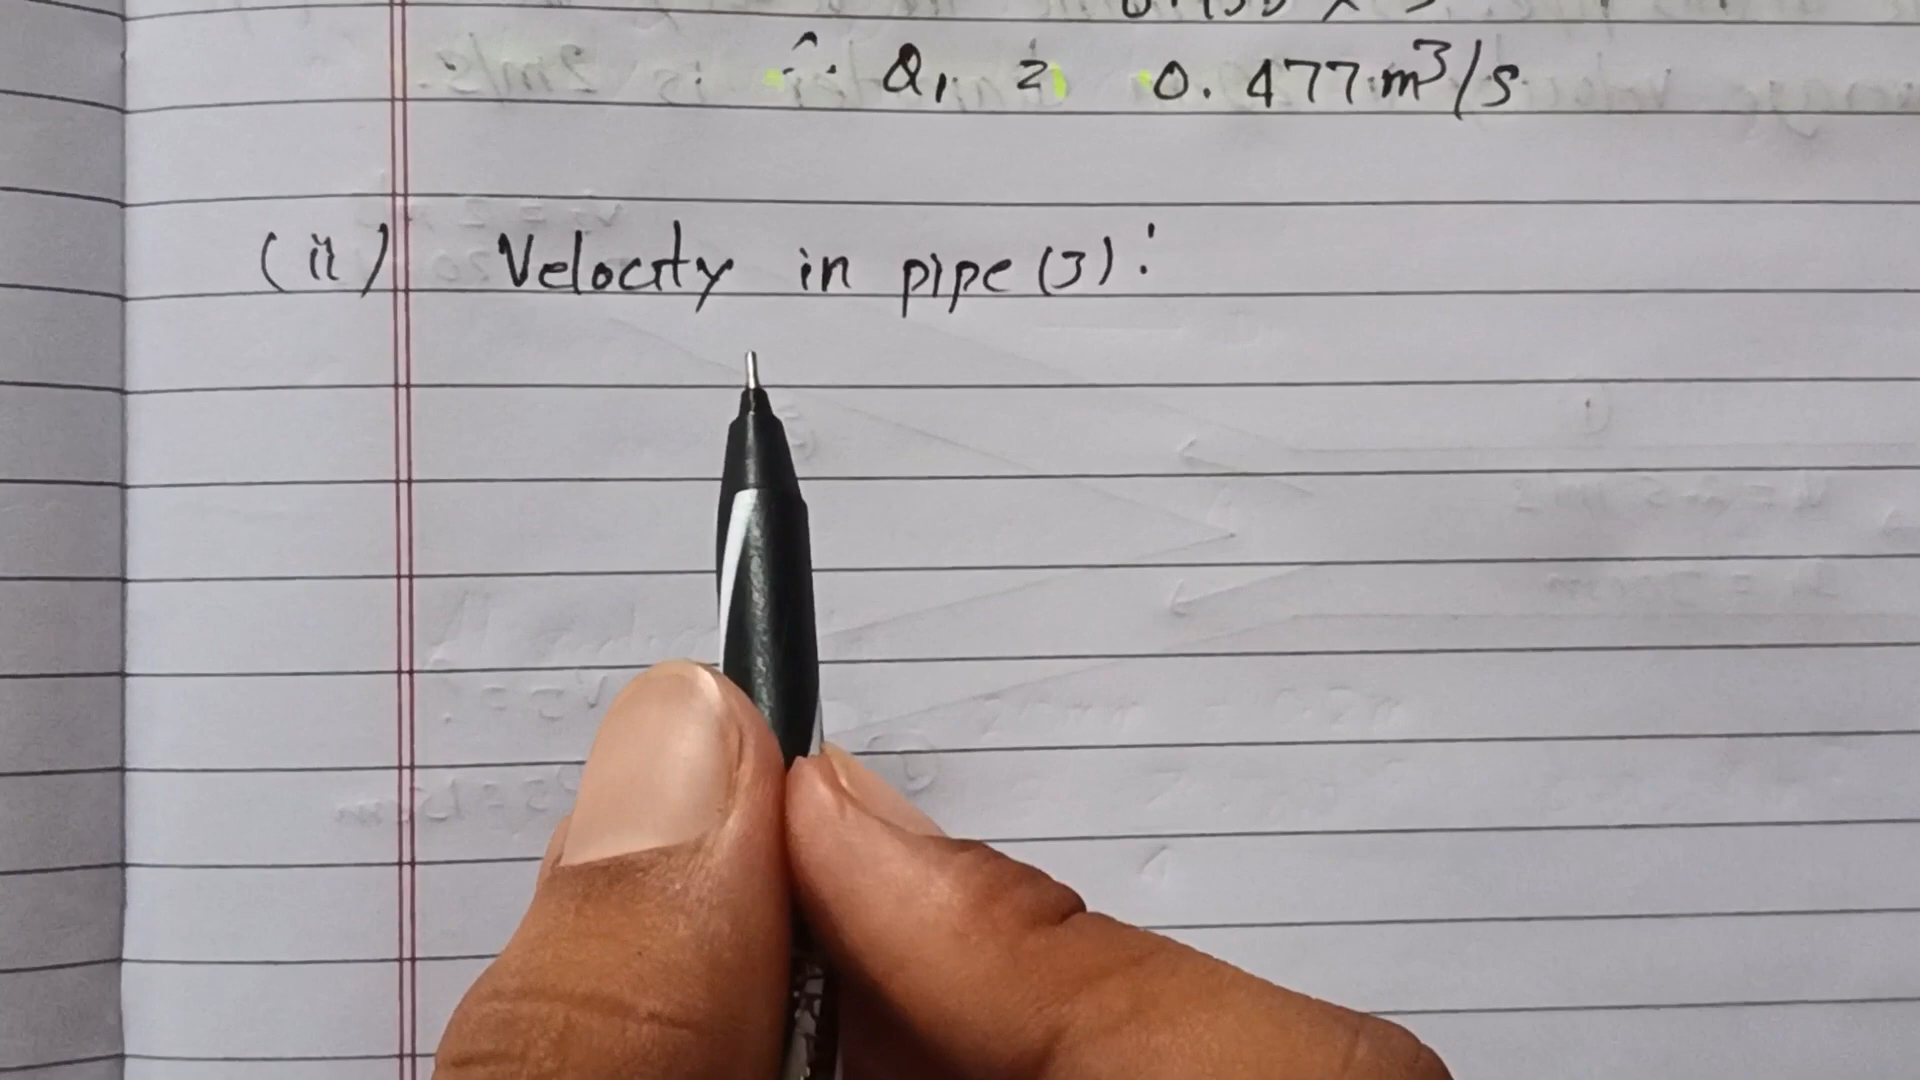 ∴ Q₁ = 0.477 m³/s
(ii) Velocity in pipe (3):